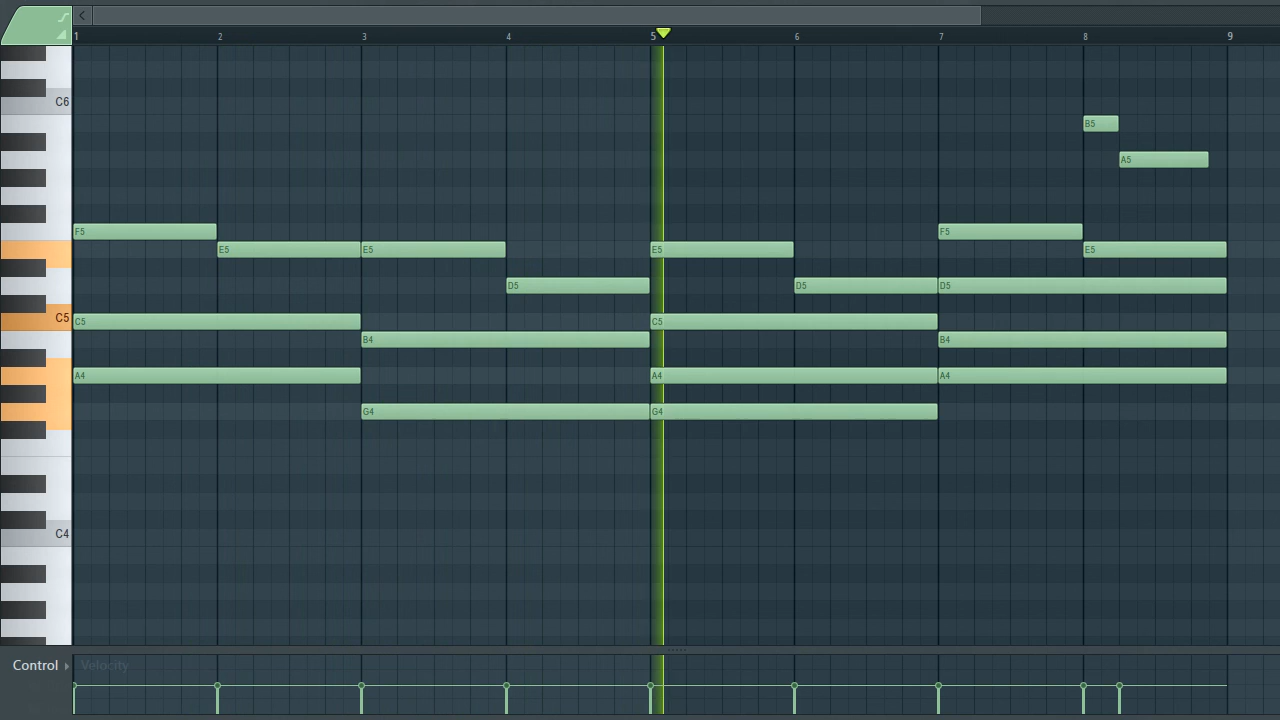 1 2 3 4 5 6 7 8 9
C6
B5
A5
F5 F5
E5 E5 E5 E5
D5 D5 D5
C5
C5 C5
B4 B4
A4 A4 A4
G4 G4
C4
Control Velocity